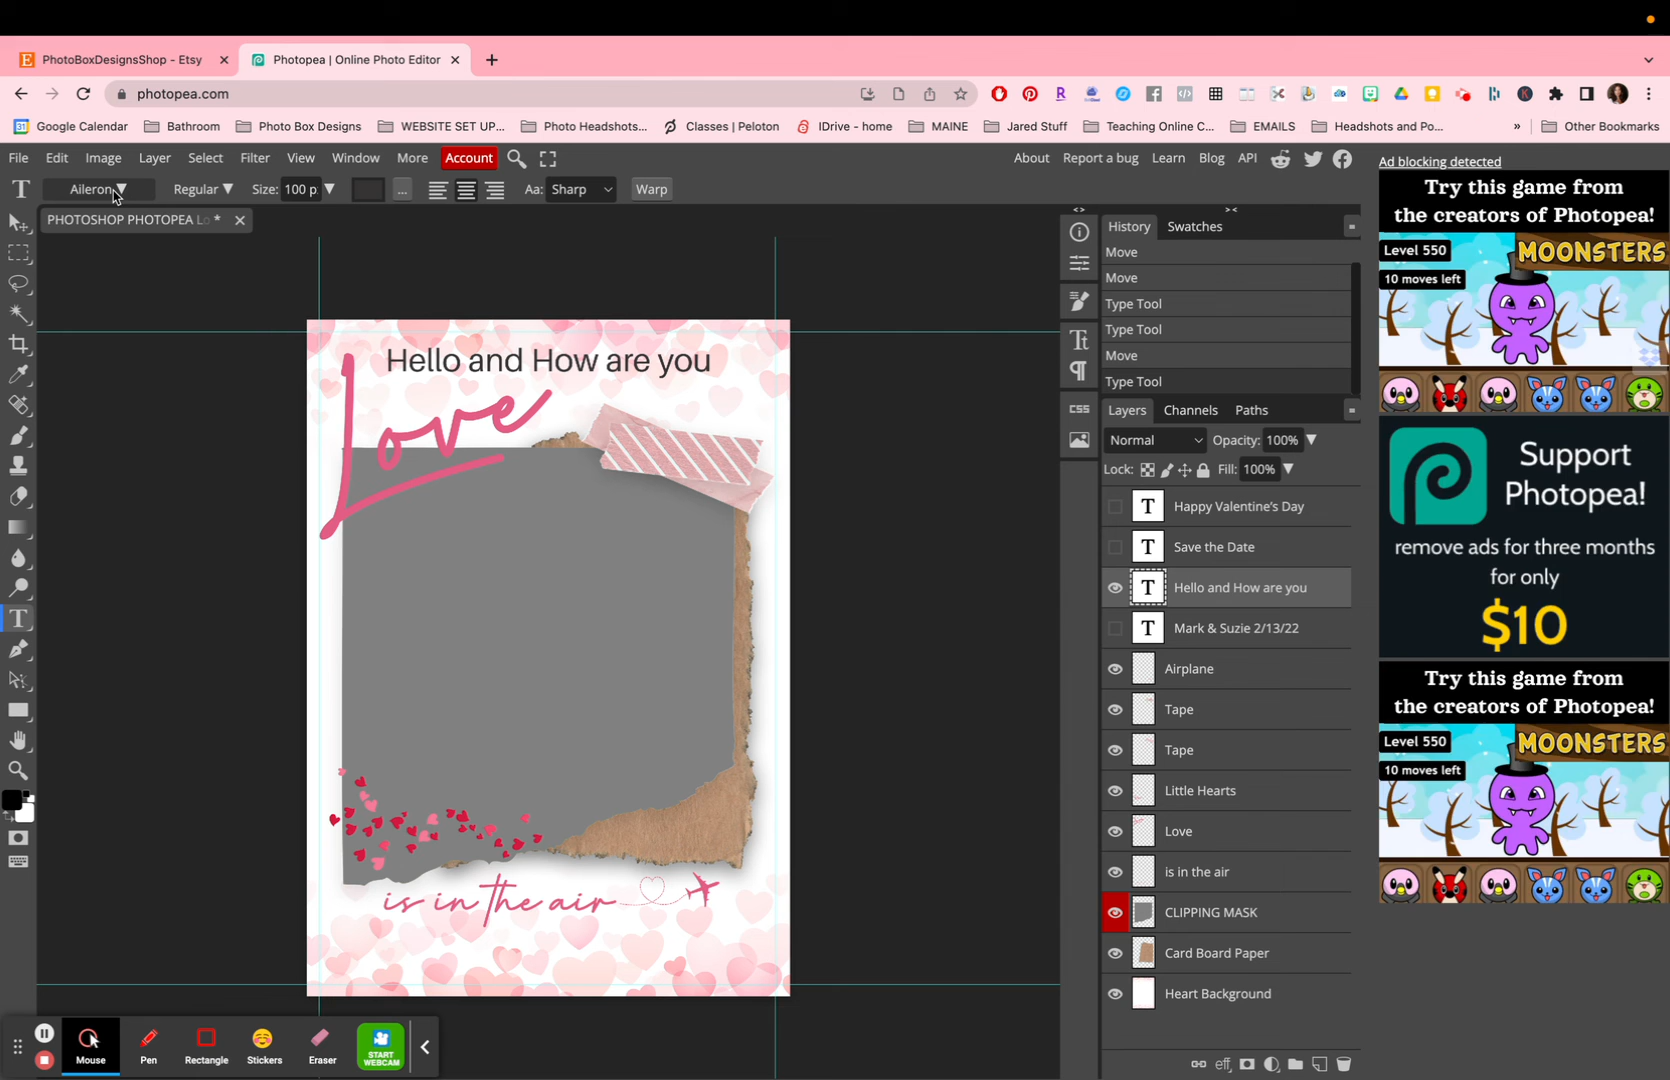 PhotoBoxDesignsShop - Etsy
Photopea | Online Photo Editor
photopea.com
Google Calendar
Bathroom
Photo Box Designs
WEBSITE SET UP...
Photo Headshots...
Classes | Peloton
IDrive - home
MAINE
Jared Stuff
Teaching Online C...
EMAILS
Headshots and Po...
»
Other Bookmarks
File Edit Image Layer Select Filter View Window More Account
About Report a bug Learn Blog API
Ad blocking detected
T Aileron Regular Size: 100 p ... Aa: Sharp Warp
PHOTOSHOP PHOTOPEA Lo *
Hello and How are you
Love
is in the air
< >
> <
History Swatches
Move
Move
Type Tool
Type Tool
Move
Type Tool
CSS
Layers Channels Paths
Normal Opacity: 100%
Lock: Fill: 100%
T Happy Valentine's Day
T Save the Date
T Hello and How are you
T Mark & Suzie 2/13/22
Airplane
Tape
Tape
Little Hearts
Love
is in the air
CLIPPING MASK
Card Board Paper
Heart Background
eff
Try this game from
the creators of Photopea!
Level 550
MOONSTERS
10 moves left
Support
Photopea!
remove ads for three months
for only
$10
Try this game from
the creators of Photopea!
Level 550
MOONSTERS
10 moves left
Mouse
Pen
Rectangle
Stickers
Eraser
START
WEBCAM